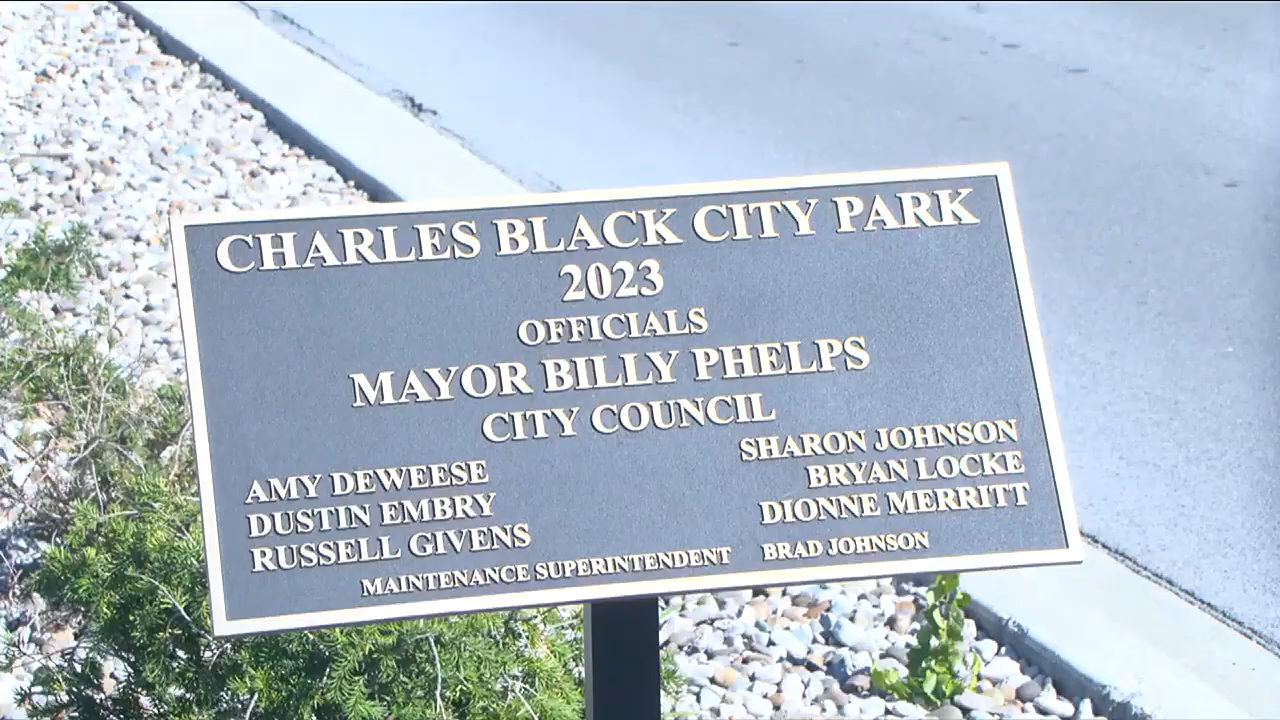 CHARLES BLACK CITY PARK
2023
OFFICIALS
MAYOR BILLY PHELPS
CITY COUNCIL
AMY DEWEESE
DUSTIN EMBRY
RUSSELL GIVENS
SHARON JOHNSON
BRYAN LOCKE
DIONNE MERRITT
MAINTENANCE SUPERINTENDENT BRAD JOHNSON